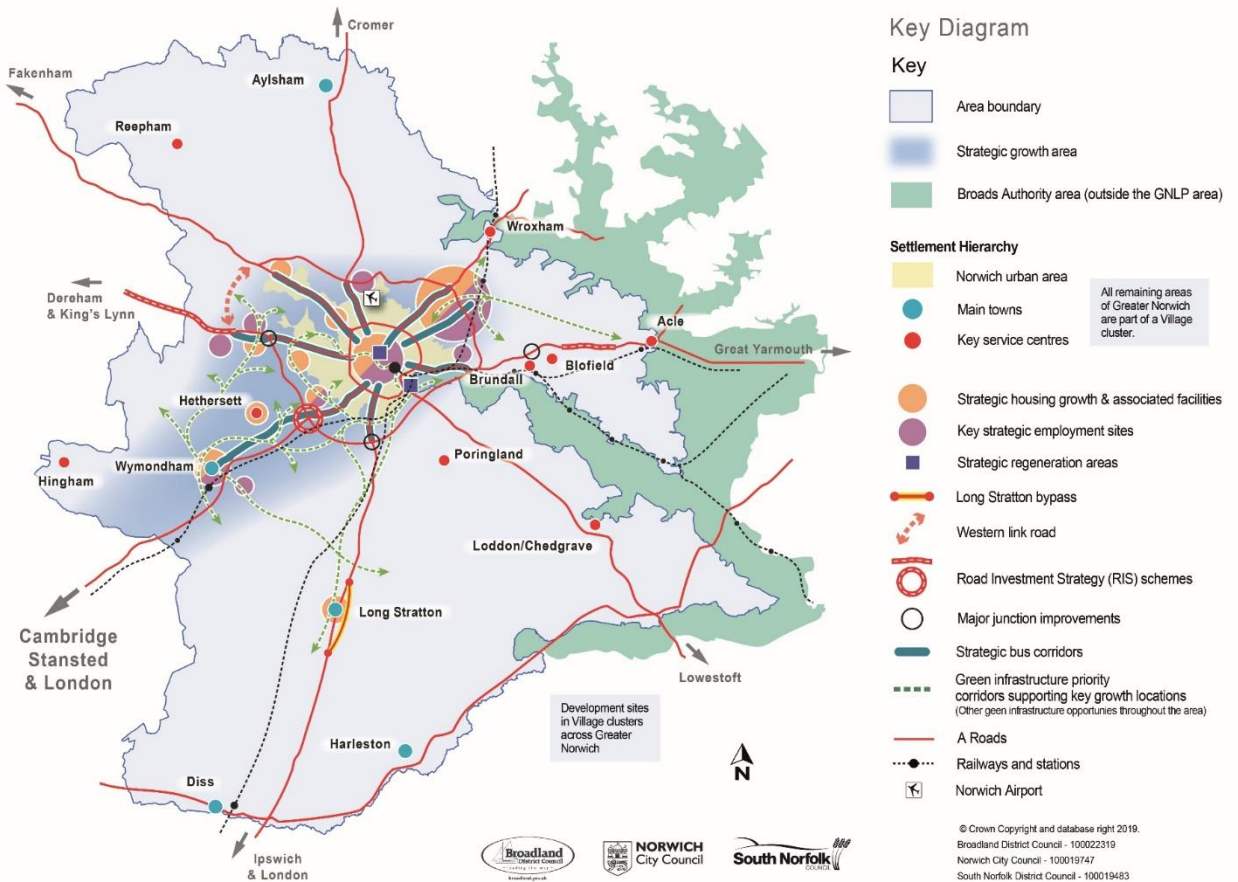 Cromer
Fakenham
Aylsham
Reepham
Wroxham
Dereham
& King's Lynn
Acle
Great Yarmouth
Blofield
Brundall
Hethersett
Wymondham
Hingham
Poringland
Loddon/Chedgrave
Long Stratton
Cambridge
Stansted
& London
Lowestoft
Development sites
in Village clusters
across Greater
Norwich
Harleston
Diss
N
Ipswich
& London
Broadland
District Council
broadland.gov.uk
NORWICH
City Council
South Norfolk
COUNCIL
Key Diagram
Key
Area boundary
Strategic growth area
Broads Authority area (outside the GNLP area)
Settlement Hierarchy
Norwich urban area
Main towns
Key service centres
All remaining areas
of Greater Norwich
are part of a Village
cluster.
Strategic housing growth & associated facilities
Key strategic employment sites
Strategic regeneration areas
Long Stratton bypass
Western link road
Road Investment Strategy (RIS) schemes
Major junction improvements
Strategic bus corridors
Green infrastructure priority
corridors supporting key growth locations
(Other geen infrastructure opportunies throughout the area)
A Roads
Railways and stations
Norwich Airport
© Crown Copyright and database right 2019.
Broadland District Council - 100022319
Norwich City Council - 100019747
South Norfolk District Council - 100019483